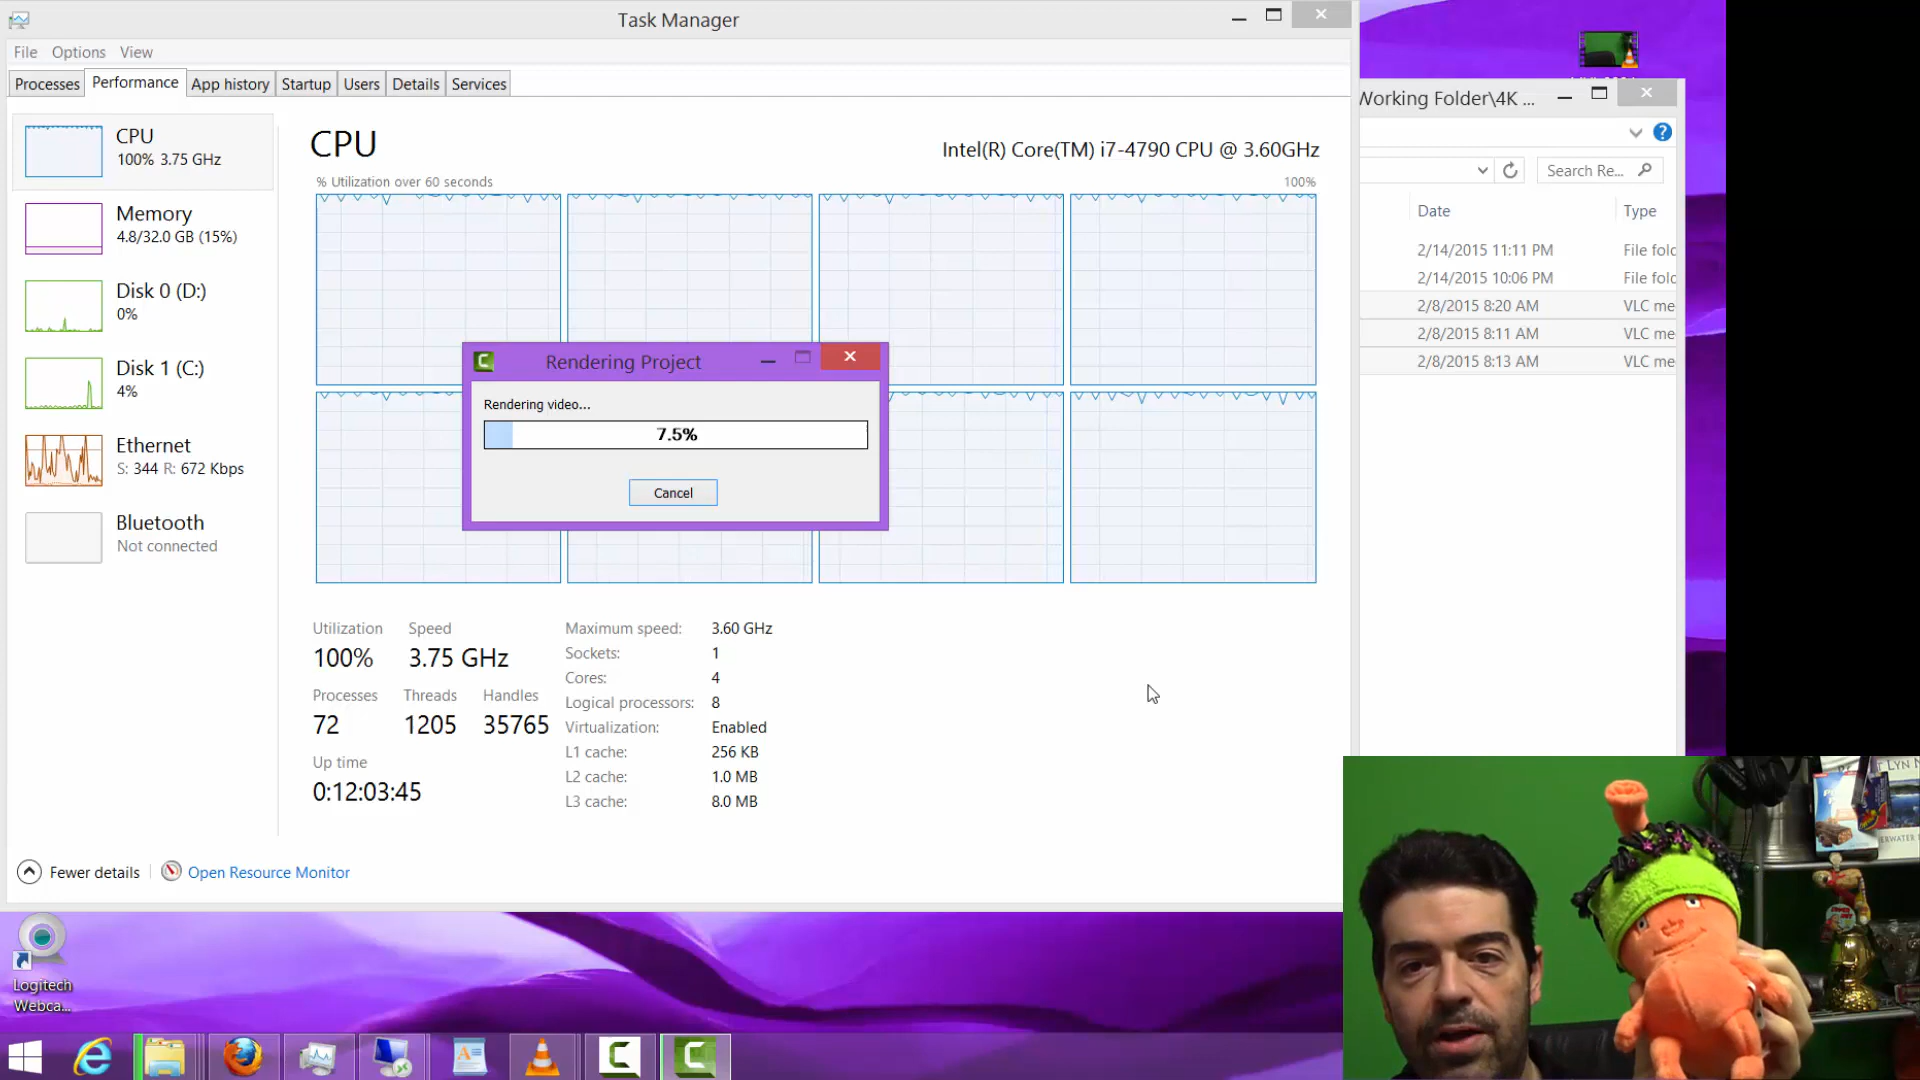 Task Manager
File Options View
Processes Performance App history Startup Users Details Services
CPU
100% 3.75 GHz
Memory
4.8/32.0 GB (15%)
Disk 0 (D:)
0%
Disk 1 (C:)
4%
Ethernet
S: 344 R: 672 Kbps
Bluetooth
Not connected
CPU
Intel(R) Core(TM) i7-4790 CPU @ 3.60GHz
% Utilization over 60 seconds
100%
Rendering Project
Rendering video...
7.5%
Cancel
Utilization Speed
100% 3.75 GHz
Processes Threads Handles
72 1205 35765
Up time
0:12:03:45
Maximum speed: 3.60 GHz
Sockets: 1
Cores: 4
Logical processors: 8
Virtualization: Enabled
L1 cache: 256 KB
L2 cache: 1.0 MB
L3 cache: 8.0 MB
Fewer details
Open Resource Monitor
Working Folder\4K ...
Search Re...
Date Type
2/14/2015 11:11 PM File fold
2/14/2015 10:06 PM File fold
2/8/2015 8:20 AM VLC me
2/8/2015 8:11 AM VLC me
2/8/2015 8:13 AM VLC me
Logitech
Webca...